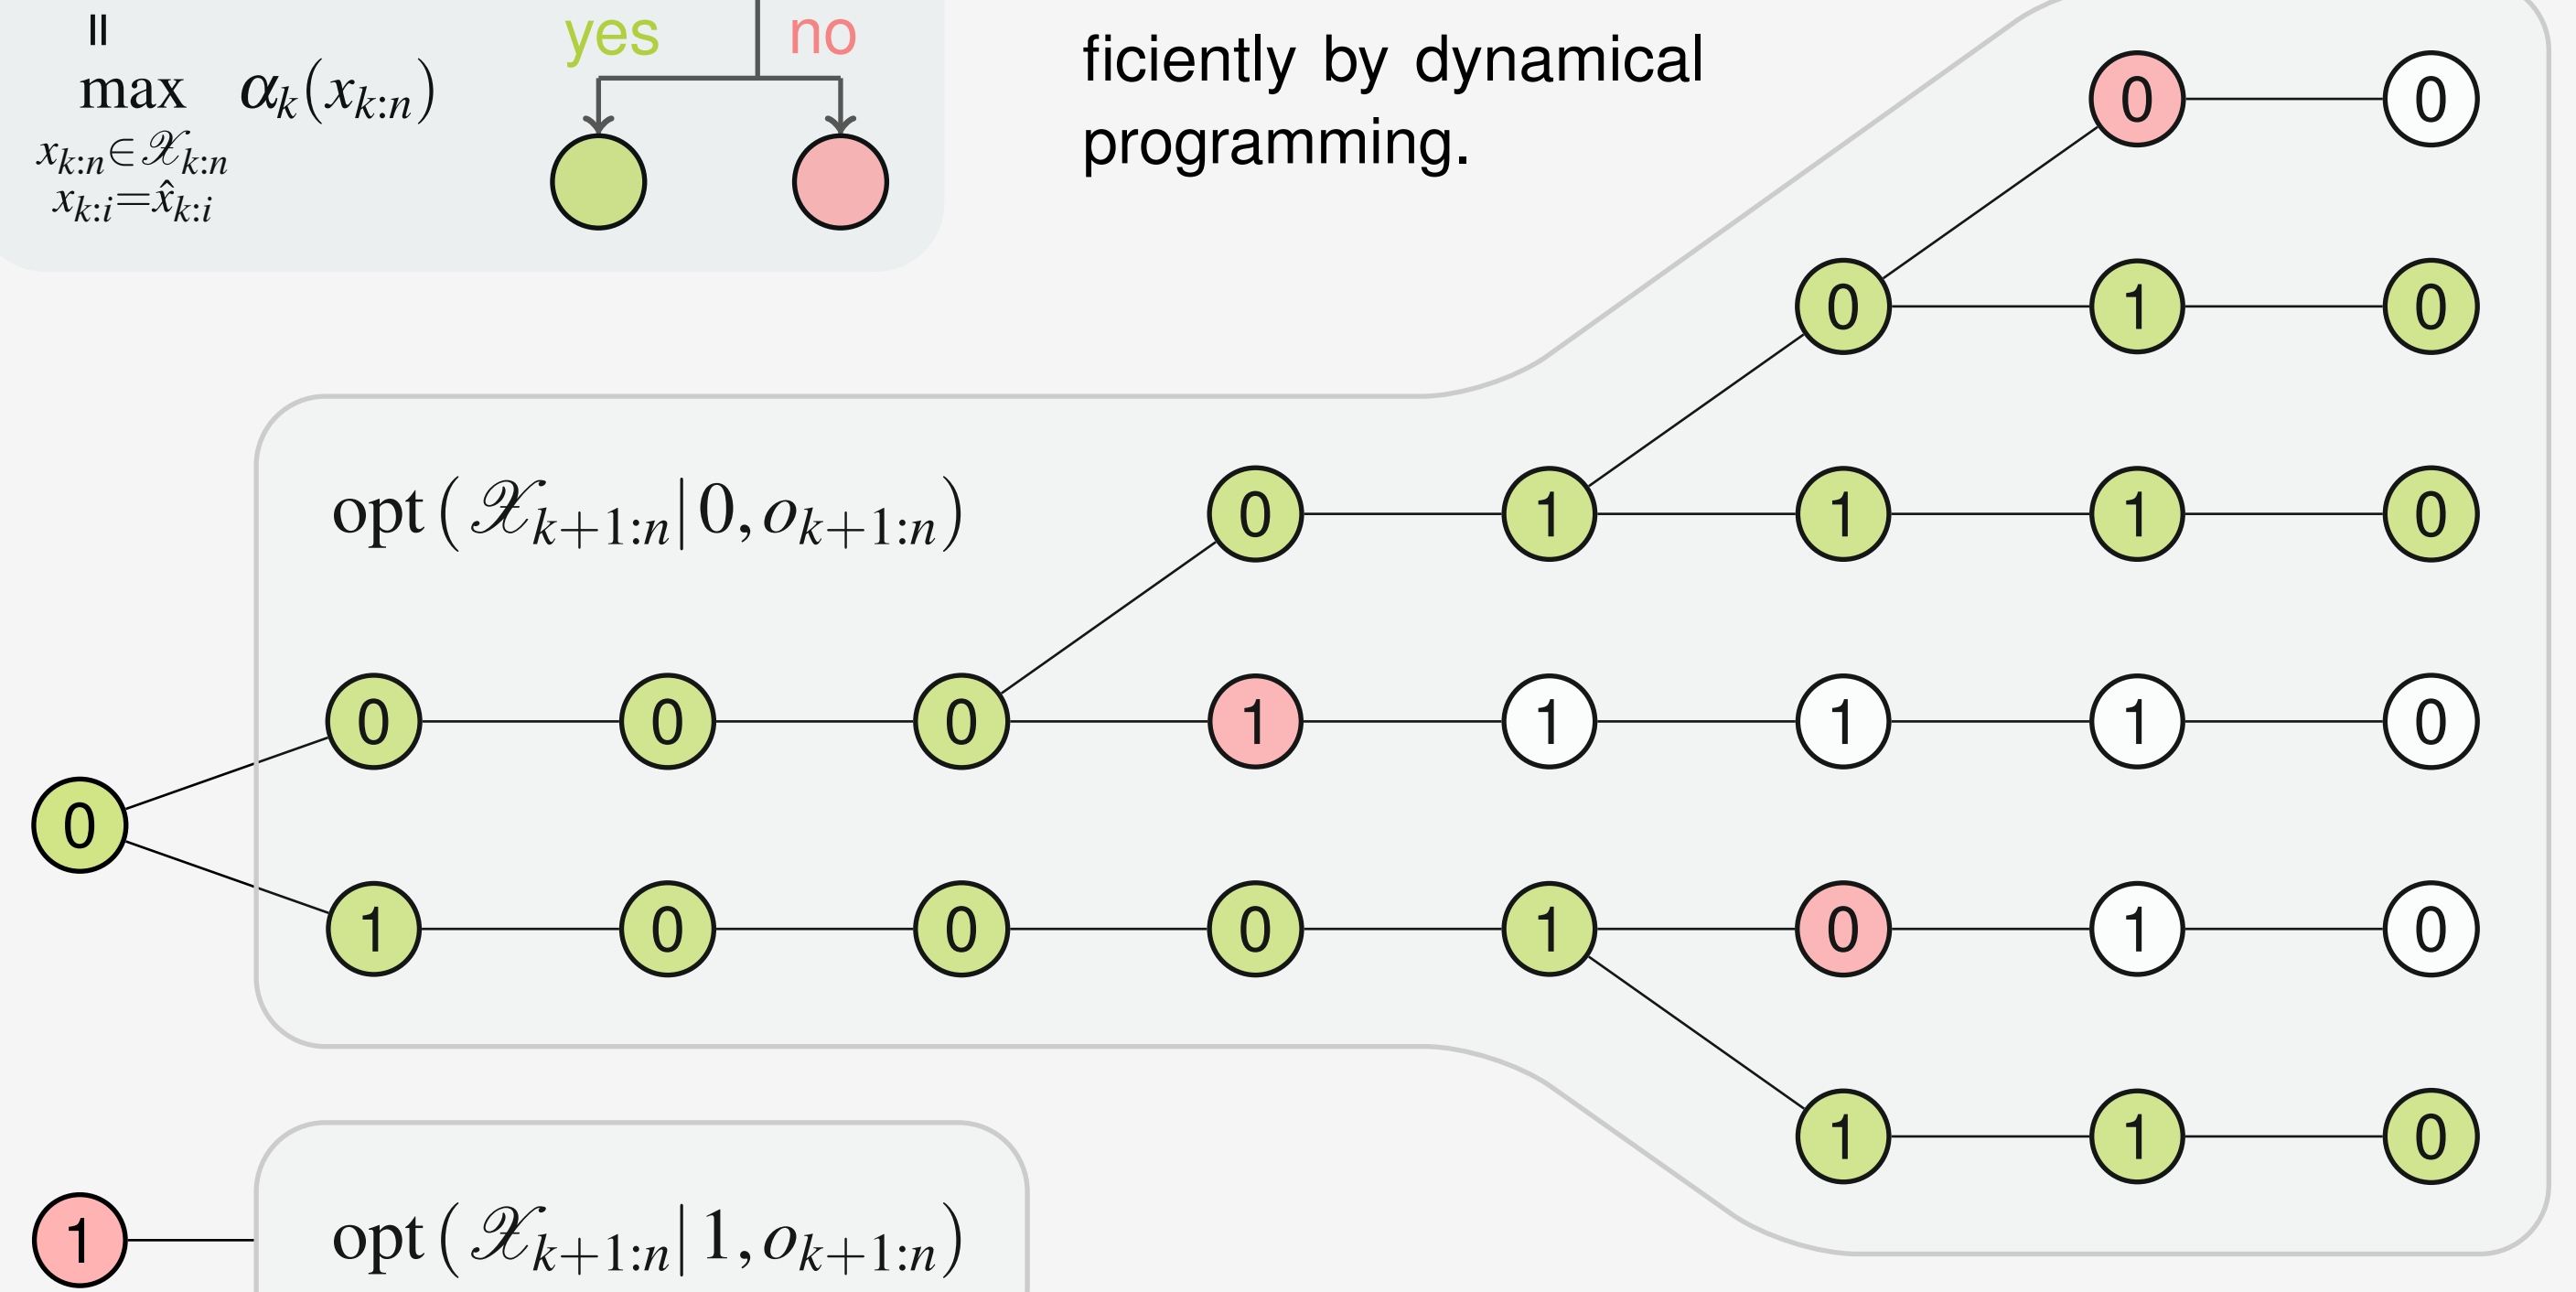 =
max α_k(x_{k:n})
x_{k:n}∈𝒳_{k:n}
x_{k:i}=x̂_{k:i}
yes no
ficiently by dynamical
programming.
0 0
0 1 0
opt(𝒳_{k+1:n}|0,o_{k+1:n}) 0 1 1 1 0
0 0 0 1 1 1 1 0
0
1 0 0 0 1 0 1 0
1 1 0
1 opt(𝒳_{k+1:n}|1,o_{k+1:n})